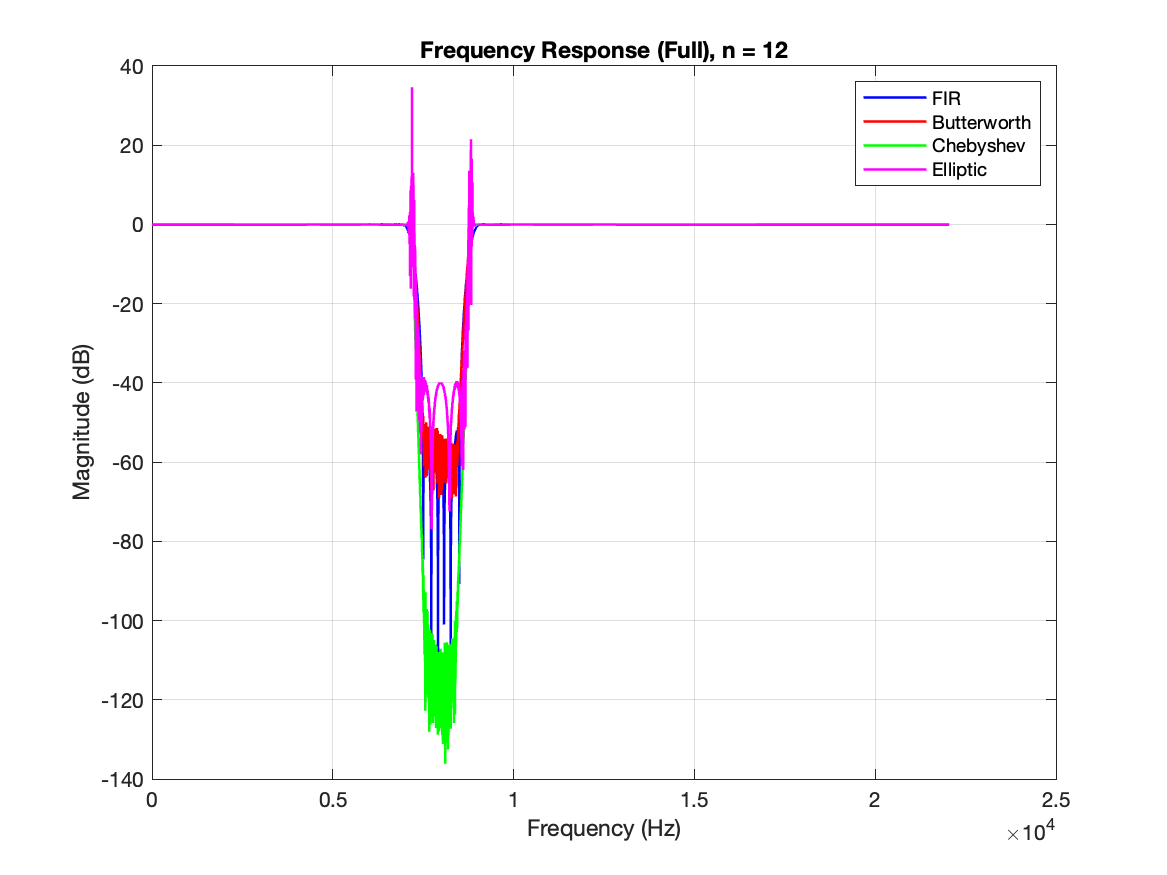 Frequency Response (Full), n = 12
40
20
0
-20
-40
-60
-80
-100
-120
-140
Magnitude (dB)
FIR
Butterworth
Chebyshev
Elliptic
0 0.5 1 1.5 2 2.5
×10^4
Frequency (Hz)